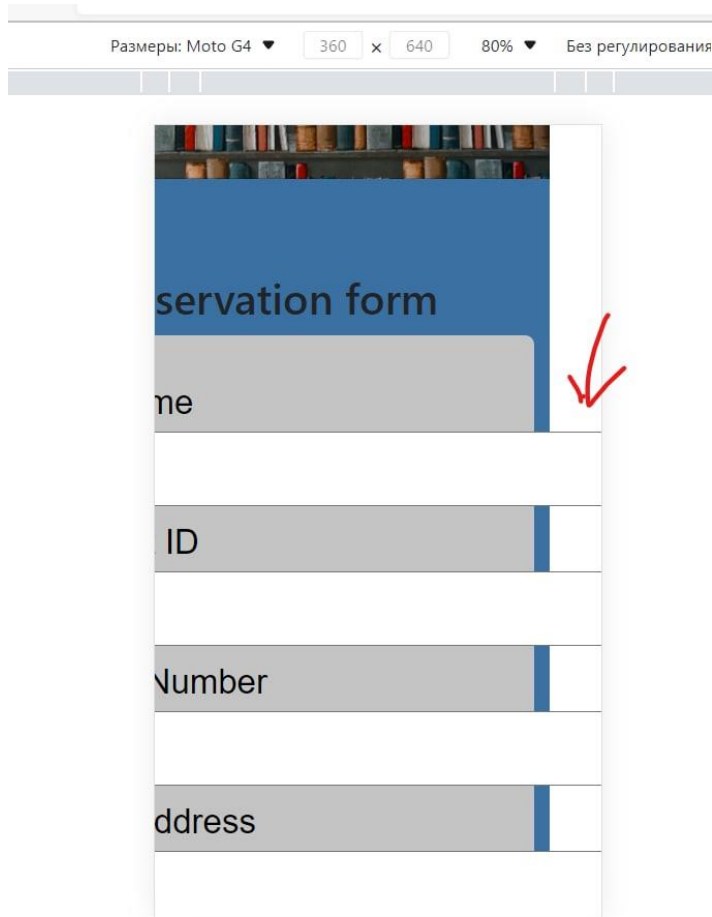 Размеры: Moto G4 ▼ 360 x 640 80% ▼ Без регулирования
servation form
me
ID
Number
ddress